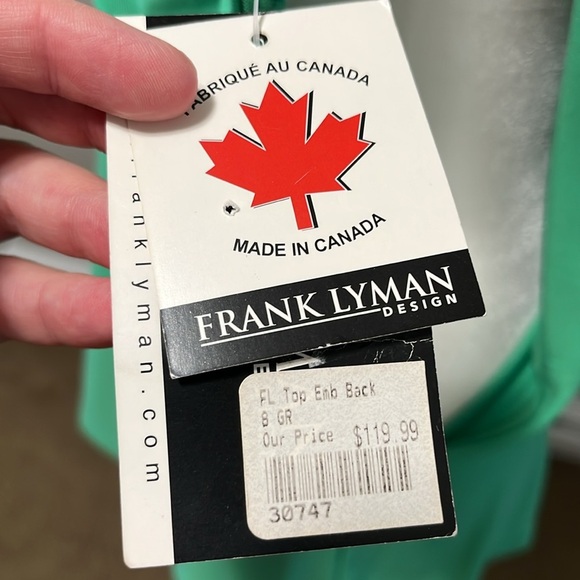 FABRIQUÉ AU CANADA
MADE IN CANADA
FRANK LYMAN
DESIGN
franklyman.com
FL Top Emb Back
8 GR
Our Price $119.99
30747